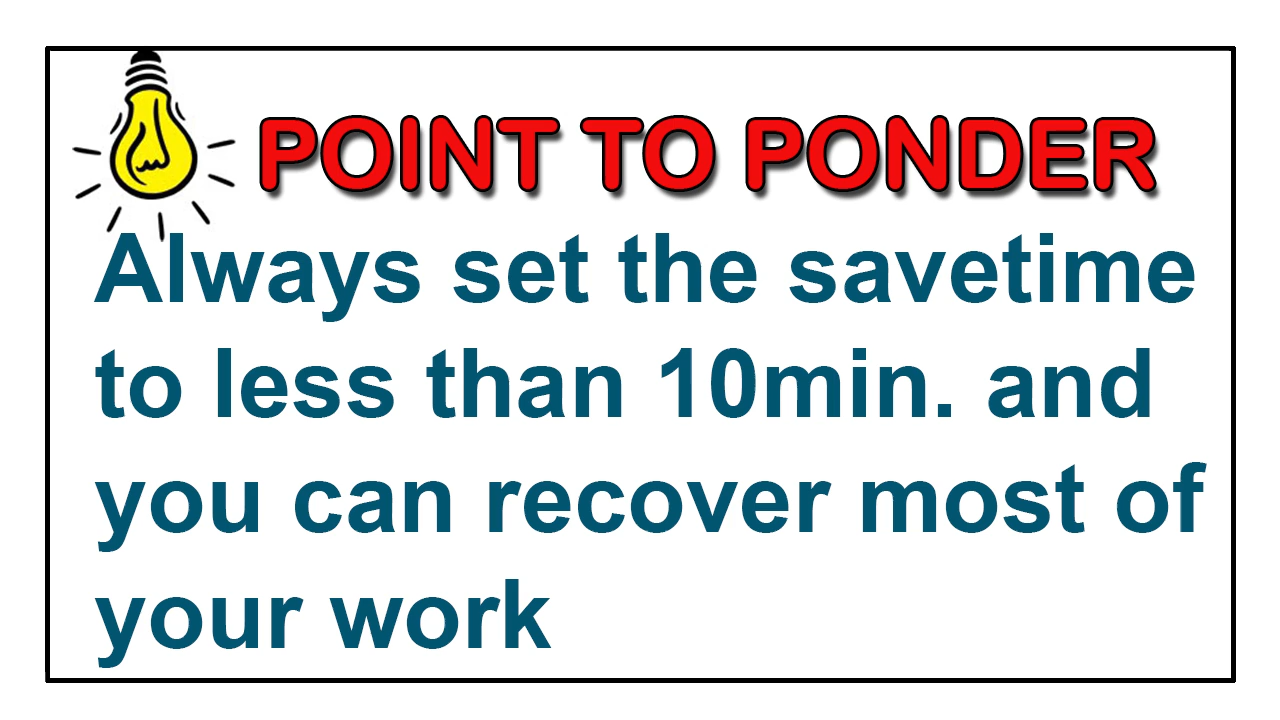 POINT TO PONDER
Always set the savetime
to less than 10min. and
you can recover most of
your work